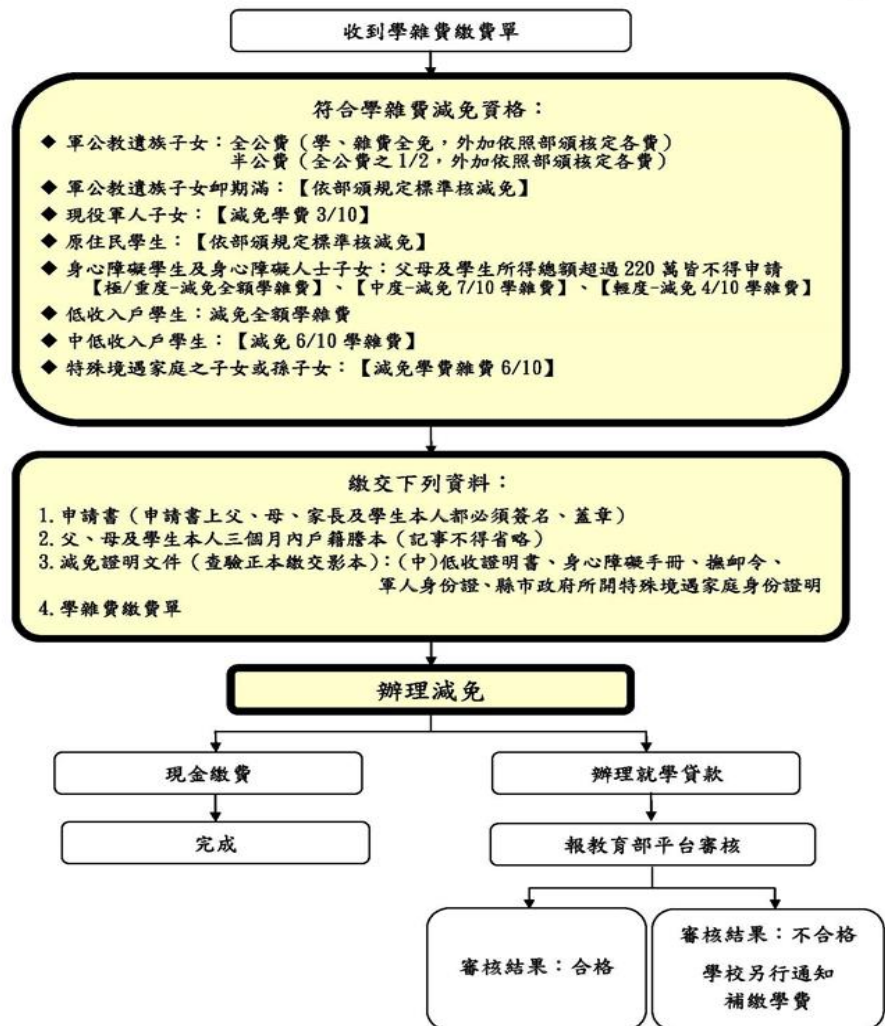 收到學雜費繳費單
符合學雜費減免資格：
◆ 軍公教遺族子女：全公費（學、雜費全免，外加依照部頒核定各費）
半公費（全公費之 1/2，外加依照部頒核定各費）
◆ 軍公教遺族子女卹期滿：【依部頒規定標準核減免】
◆ 現役軍人子女：【減免學費 3/10】
◆ 原住民學生：【依部頒規定標準核減免】
◆ 身心障礙學生及身心障礙人士子女：父母及學生所得總額超過 220 萬皆不得申請
【極/重度-減免全額學雜費】、【中度-減免 7/10 學雜費】、【輕度-減免 4/10 學雜費】
◆ 低收入戶學生：減免全額學雜費
◆ 中低收入戶學生：【減免 6/10 學雜費】
◆ 特殊境遇家庭之子女或孫子女：【減免學費雜費 6/10】
繳交下列資料：
1. 申請書（申請書上父、母、家長及學生本人都必須簽名、蓋章）
2. 父、母及學生本人三個月內戶籍謄本（記事不得省略）
3. 減免證明文件（查驗正本繳交影本）：（中）低收證明書、身心障礙手冊、撫卹令、
軍人身份證、縣市政府所開特殊境遇家庭身份證明
4. 學雜費繳費單
辦理減免
現金繳費
辦理就學貸款
完成
報教育部平台審核
審核結果：合格
審核結果：不合格
學校另行通知
補繳學費